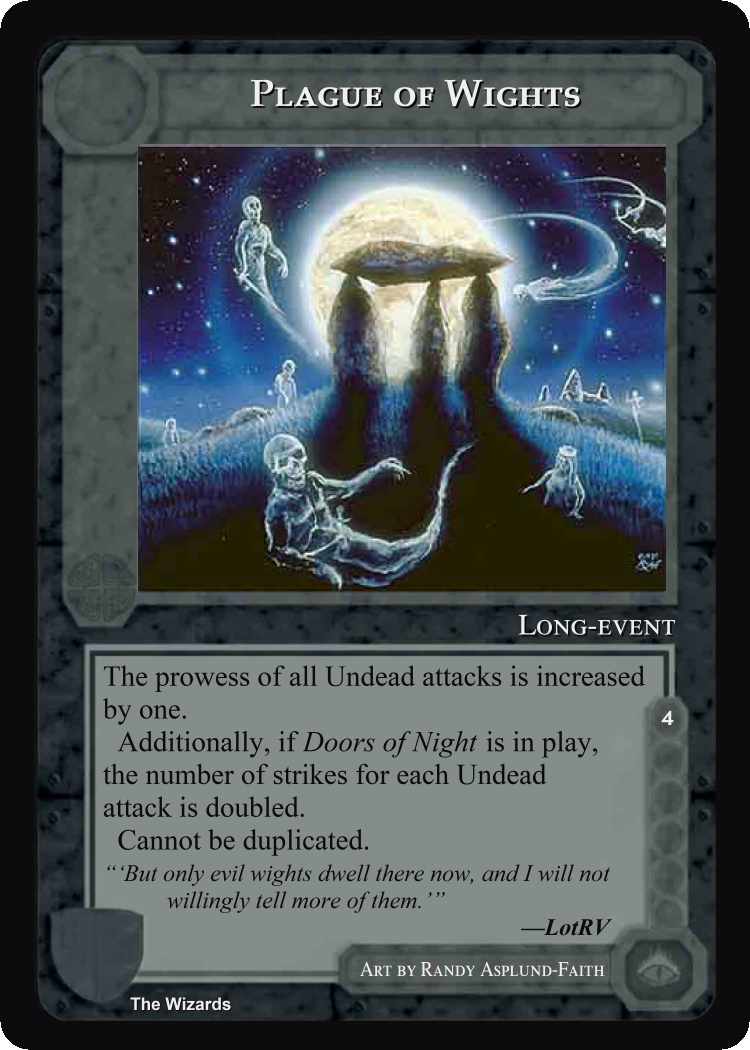 Plague of Wights
Long-event
The prowess of all Undead attacks is increased
by one.
Additionally, if Doors of Night is in play,
the number of strikes for each Undead
attack is doubled.
Cannot be duplicated.
“‘But only evil wights dwell there now, and I will not
willingly tell more of them.’”
—LotRV
4
Art by Randy Asplund-Faith
The Wizards